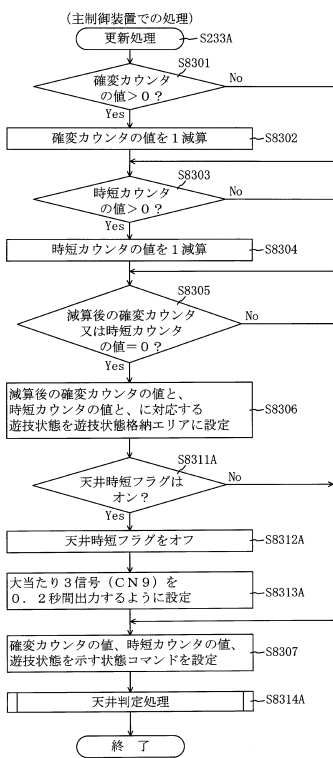 (主制御装置での処理)
更新処理
S233A
S8301
確変カウンタ
の値>0?
No
Yes
確変カウンタの値を1減算
S8302
S8303
時短カウンタ
の値>0?
No
Yes
時短カウンタの値を1減算
S8304
S8305
減算後の確変カウンタ
又は時短カウンタ
の値=0?
No
Yes
減算後の確変カウンタの値と、
時短カウンタの値と、に対応する
遊技状態を遊技状態格納エリアに設定
S8306
S8311A
天井時短フラグは
オン?
No
Yes
天井時短フラグをオフ
S8312A
大当たり3信号(CN9)を
0.2秒間出力するように設定
S8313A
確変カウンタの値、時短カウンタの値、
遊技状態を示す状態コマンドを設定
S8307
天井判定処理
S8314A
終 了